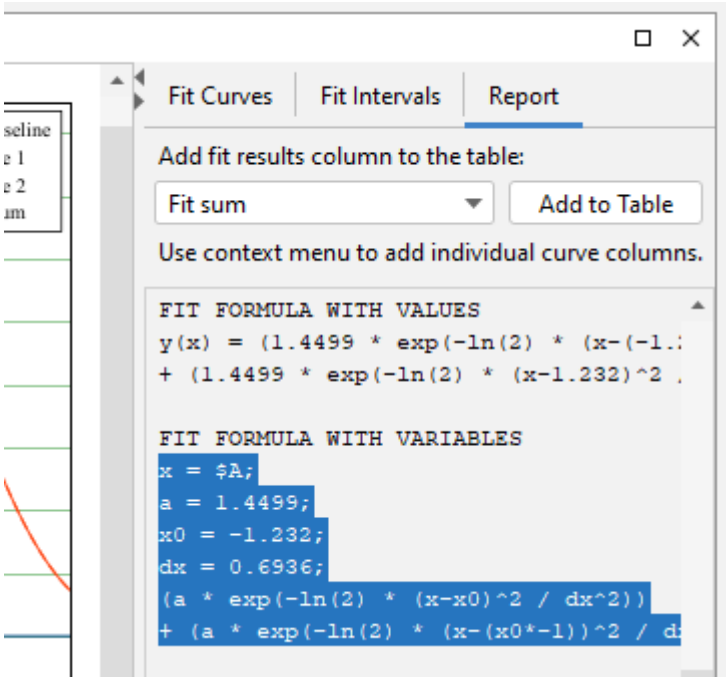 Fit Curves Fit Intervals Report
seline
e 1
e 2
um
Add fit results column to the table:
Fit sum Add to Table
Use context menu to add individual curve columns.
FIT FORMULA WITH VALUES
y(x) = (1.4499 * exp(-ln(2) * (x-(-1.2
+ (1.4499 * exp(-ln(2) * (x-1.232)^2 /
FIT FORMULA WITH VARIABLES
x = $A;
a = 1.4499;
x0 = -1.232;
dx = 0.6936;
(a * exp(-ln(2) * (x-x0)^2 / dx^2))
+ (a * exp(-ln(2) * (x-(x0*-1))^2 / d